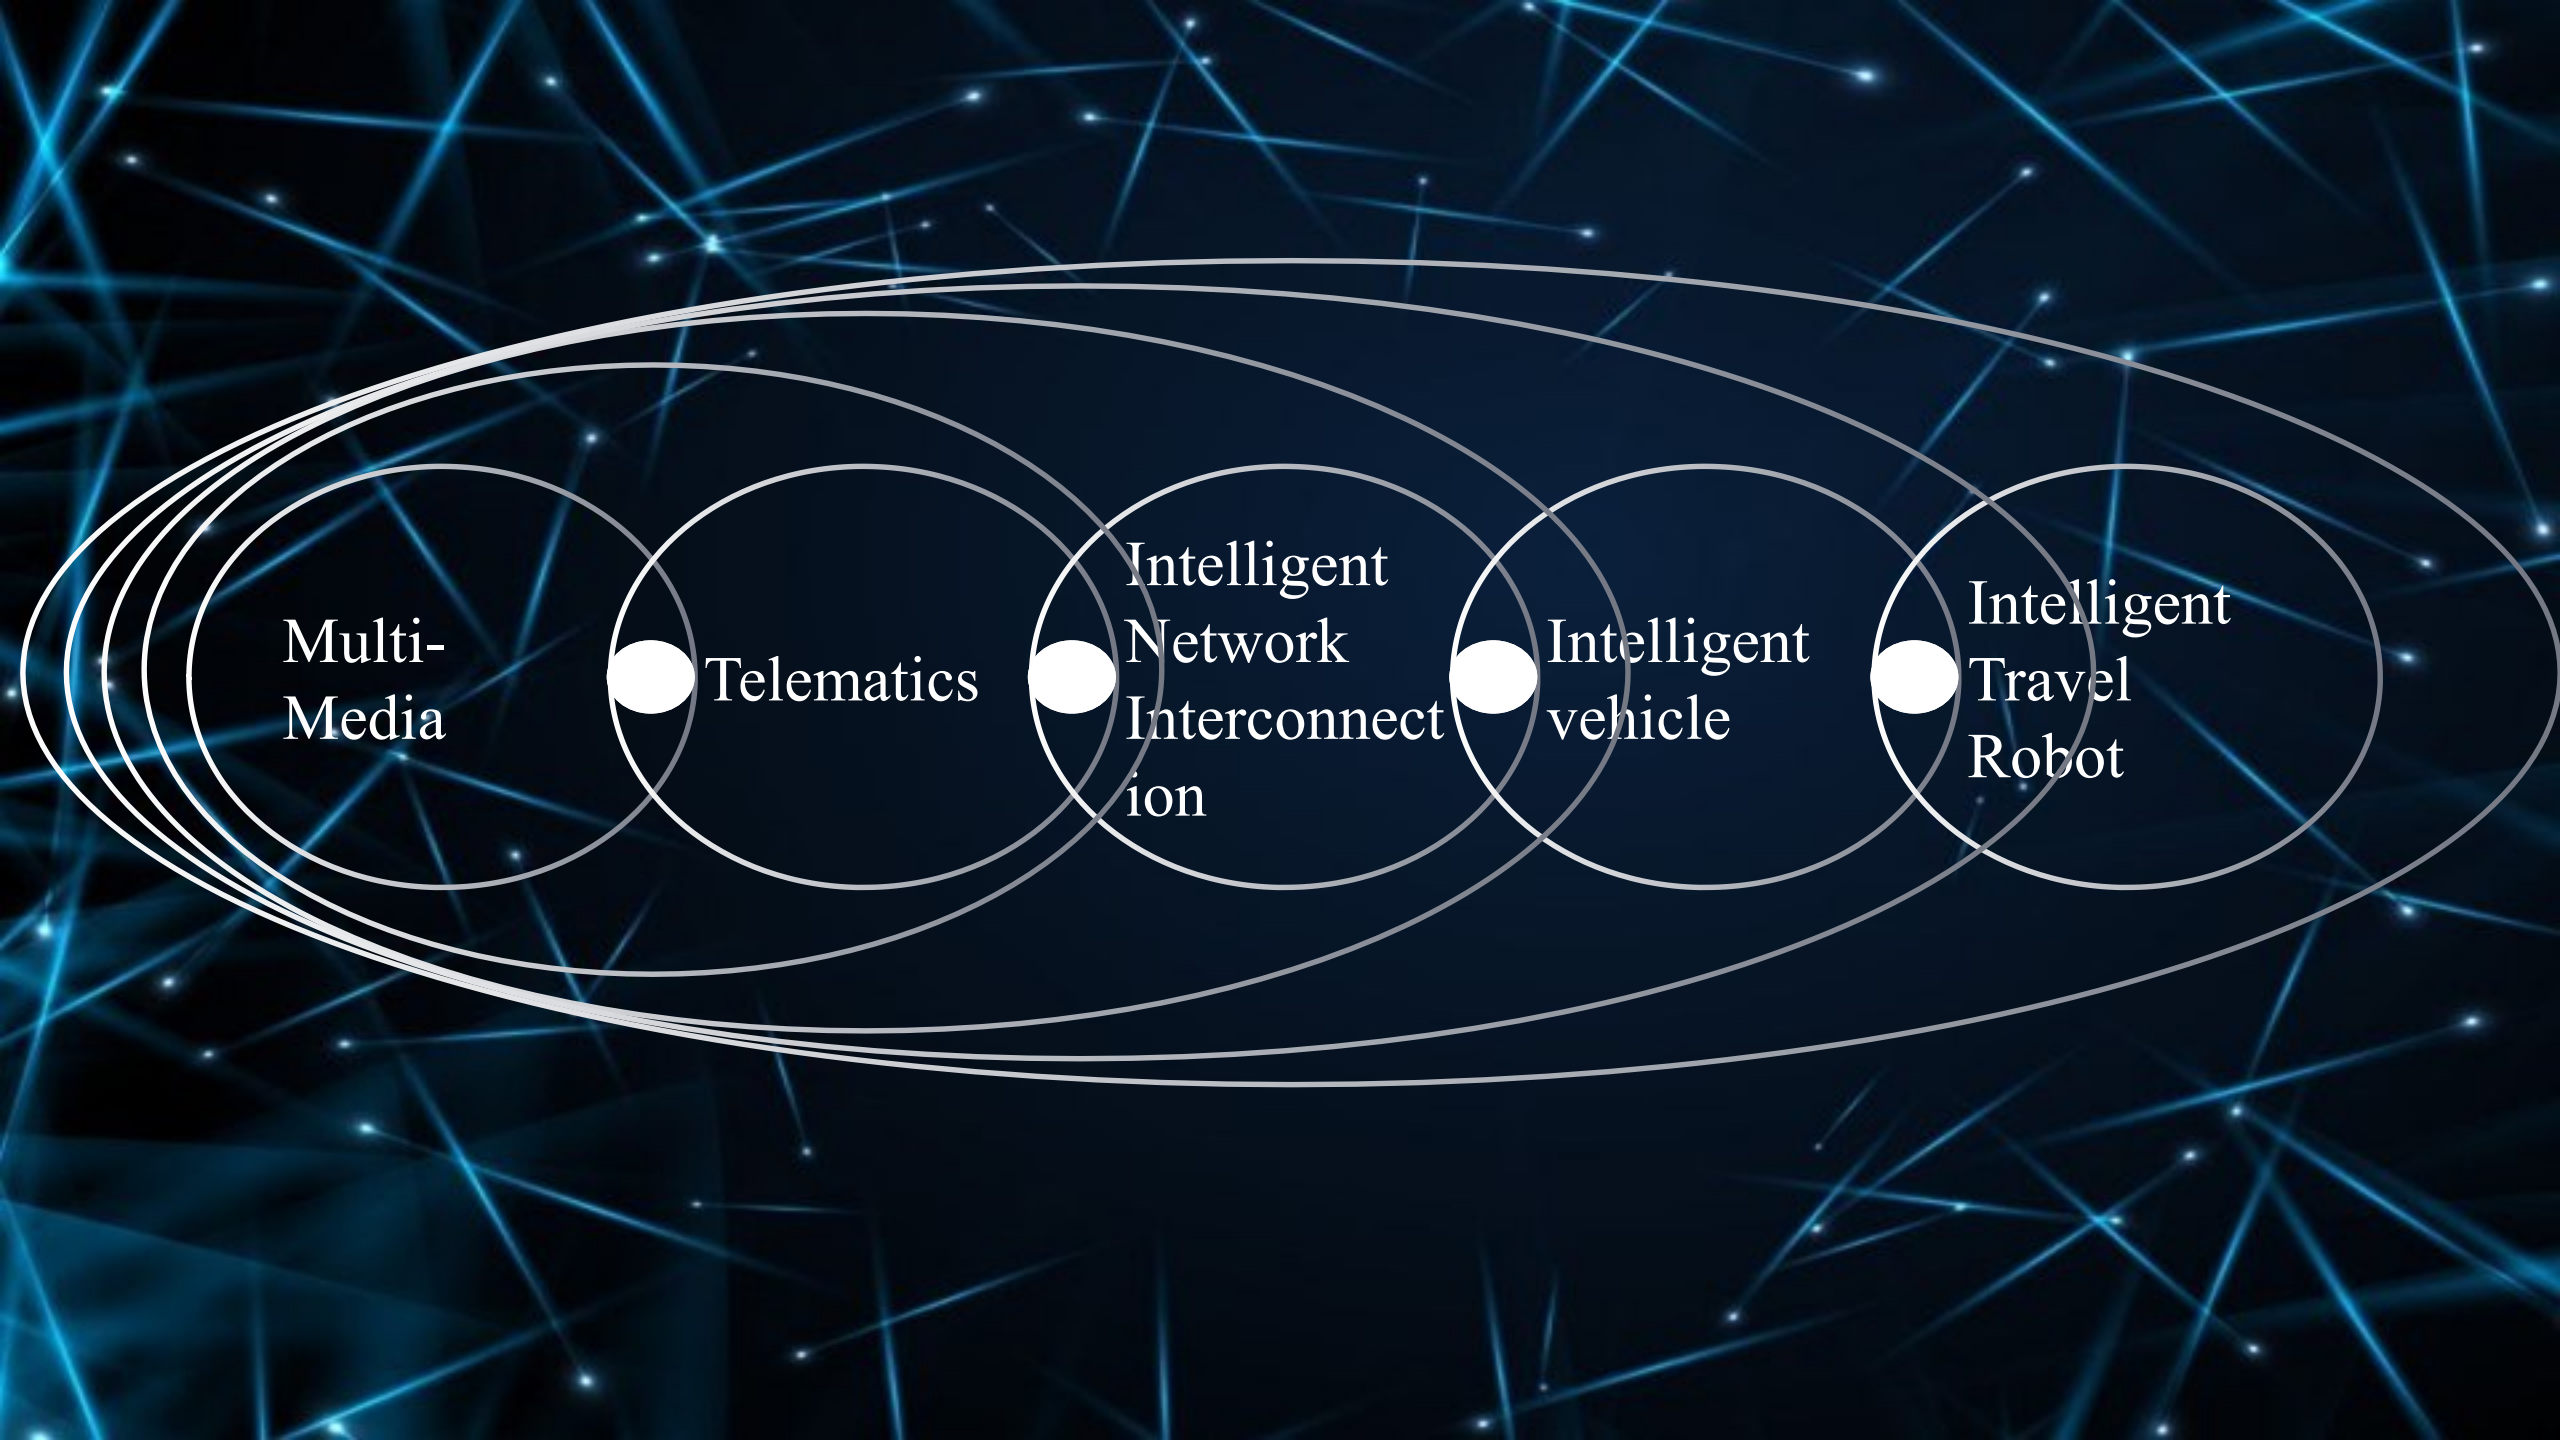 Multi-
Media
Telematics
Intelligent
Network
Interconnect
ion
Intelligent
vehicle
Intelligent
Travel
Robot